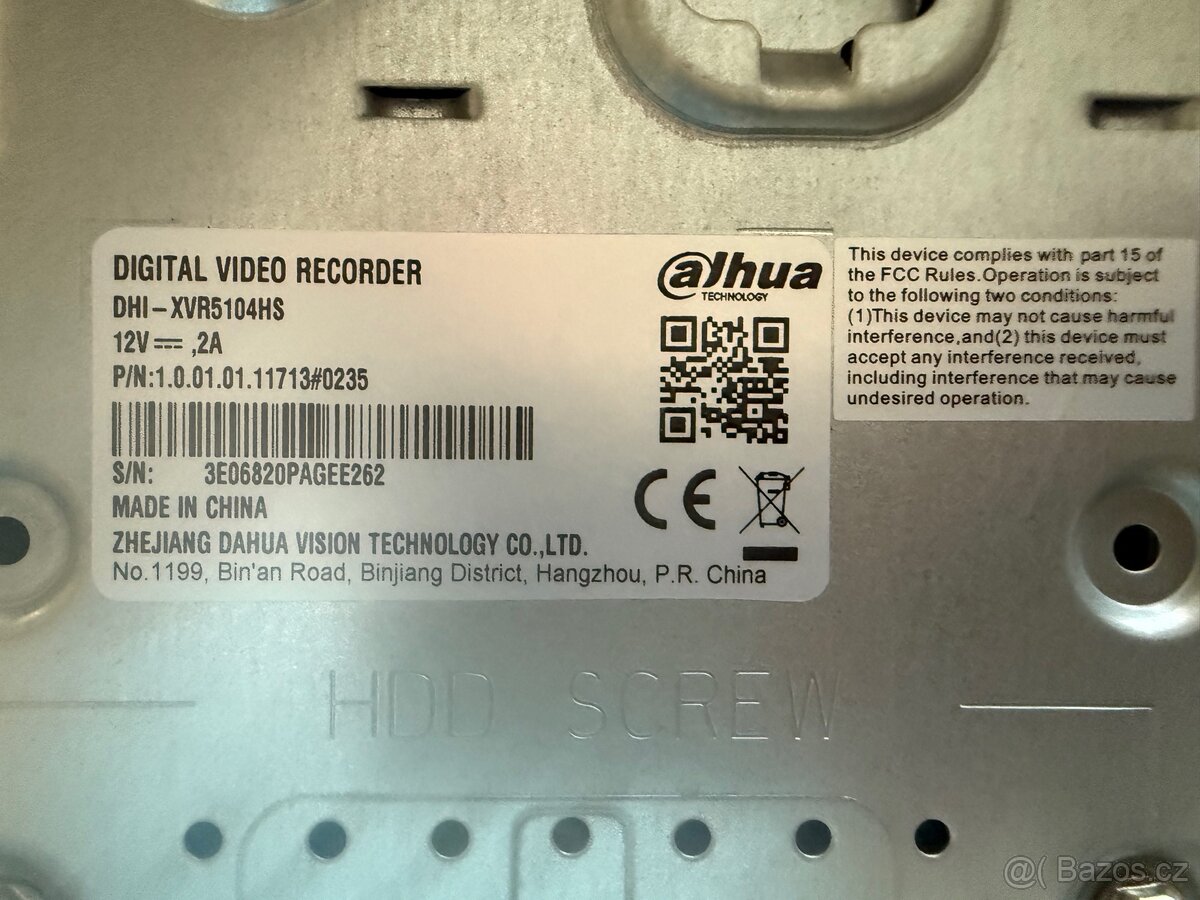 DIGITAL VIDEO RECORDER
DHI-XVR5104HS
12V⎓,2A
P/N:1.0.01.01.11713#0235
S/N: 3E06820PAGEE262
MADE IN CHINA
ZHEJIANG DAHUA VISION TECHNOLOGY CO.,LTD.
No.1199, Bin'an Road, Binjiang District, Hangzhou, P.R. China
alhua
TECHNOLOGY
CE
This device complies with part 15 of
the FCC Rules.Operation is subject
to the following two conditions:
(1)This device may not cause harmful
interference,and(2) this device must
accept any interference received,
including interference that may cause
undesired operation.
HDD SCREW
@( Bazos.cz